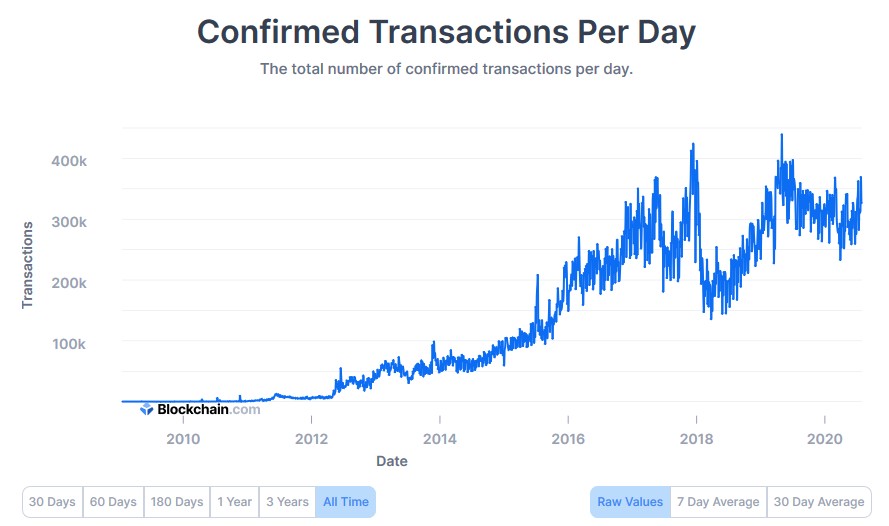 Confirmed Transactions Per Day
The total number of confirmed transactions per day.
400k
300k
200k
100k
Transactions
Blockchain.com
2010 2012 2014 2016 2018 2020
Date
30 Days 60 Days 180 Days 1 Year 3 Years All Time
Raw Values 7 Day Average 30 Day Average